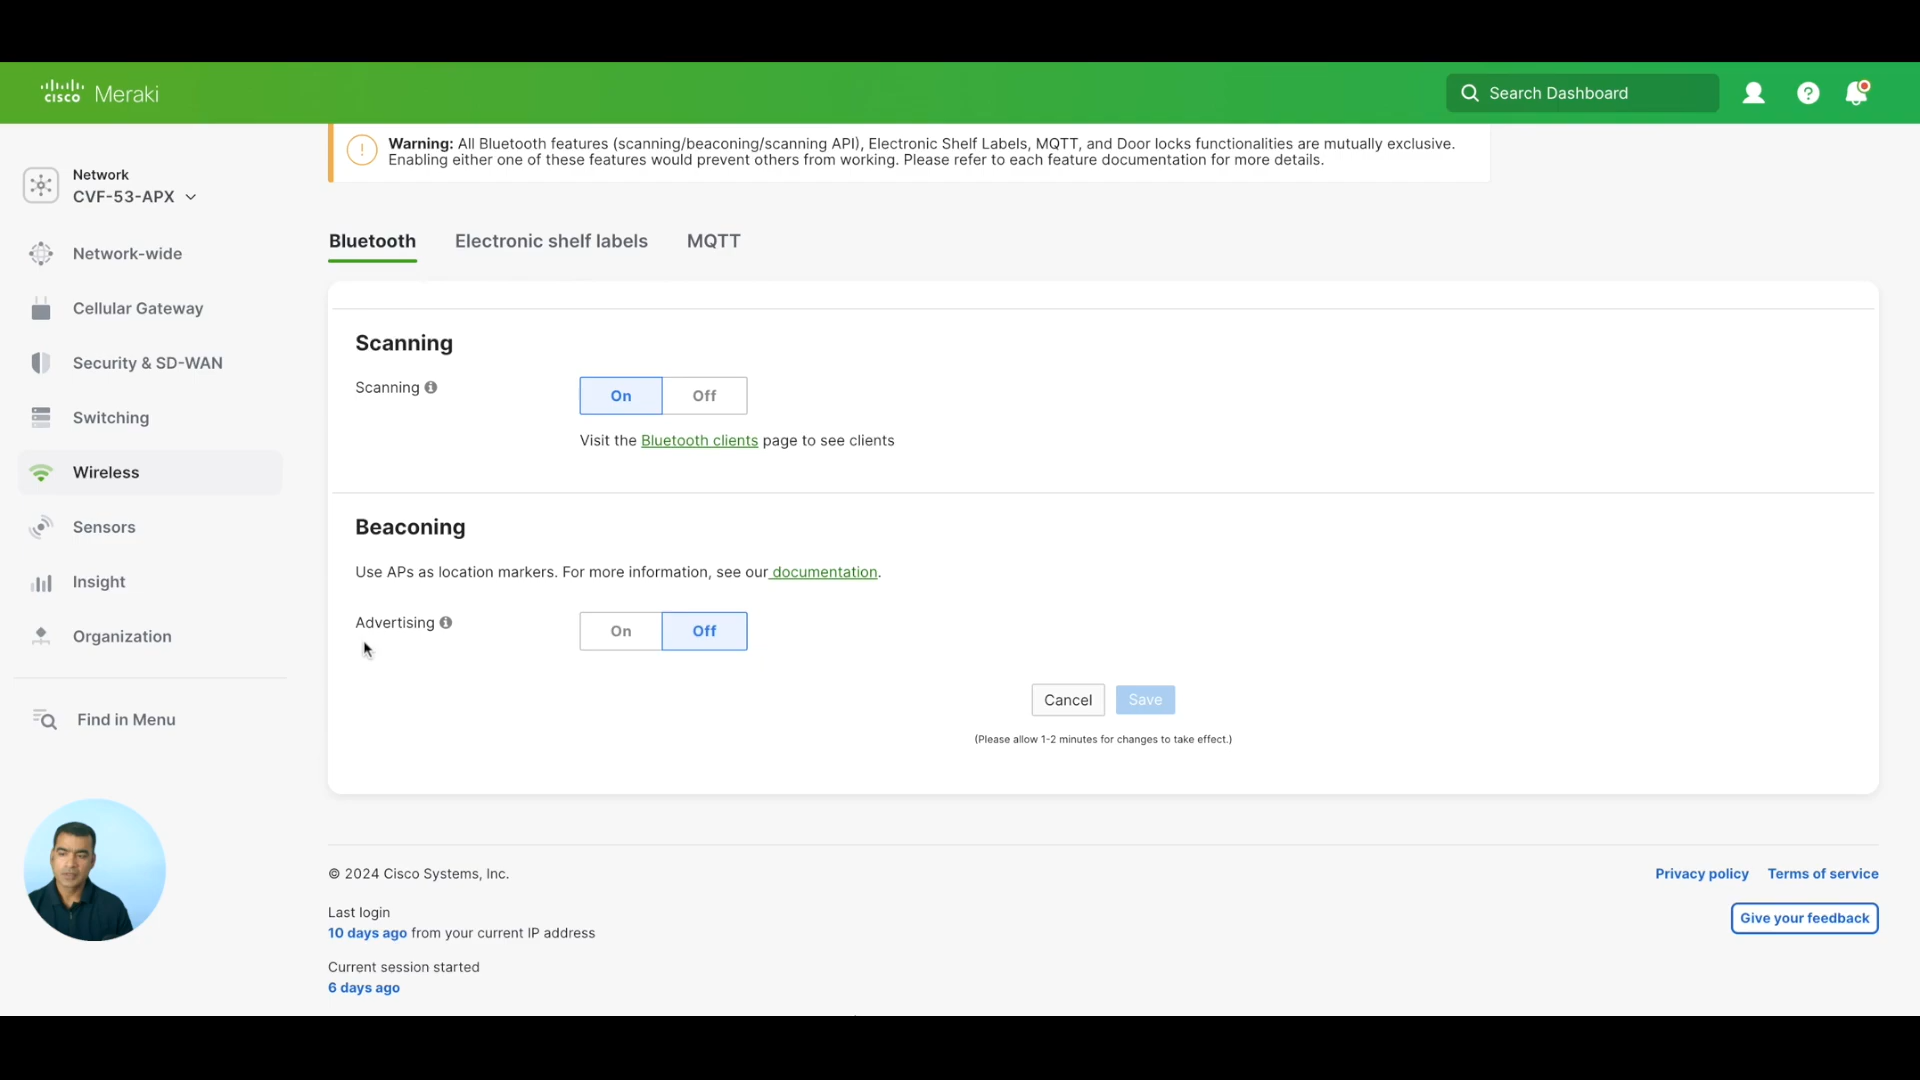 CISCO Meraki
Search Dashboard
Warning: All Bluetooth features (scanning/beaconing/scanning API), Electronic Shelf Labels, MQTT, and Door locks functionalities are mutually exclusive.
Enabling either one of these features would prevent others from working. Please refer to each feature documentation for more details.
Network
CVF-53-APX
Network-wide
Cellular Gateway
Security & SD-WAN
Switching
Wireless
Sensors
Insight
Organization
Find in Menu
Bluetooth Electronic shelf labels MQTT
Scanning
Scanning On Off
Visit the Bluetooth clients page to see clients
Beaconing
Use APs as location markers. For more information, see our documentation.
Advertising On Off
Cancel Save
(Please allow 1-2 minutes for changes to take effect.)
© 2024 Cisco Systems, Inc.
Privacy policy Terms of service
Last login
10 days ago from your current IP address
Give your feedback
Current session started
6 days ago